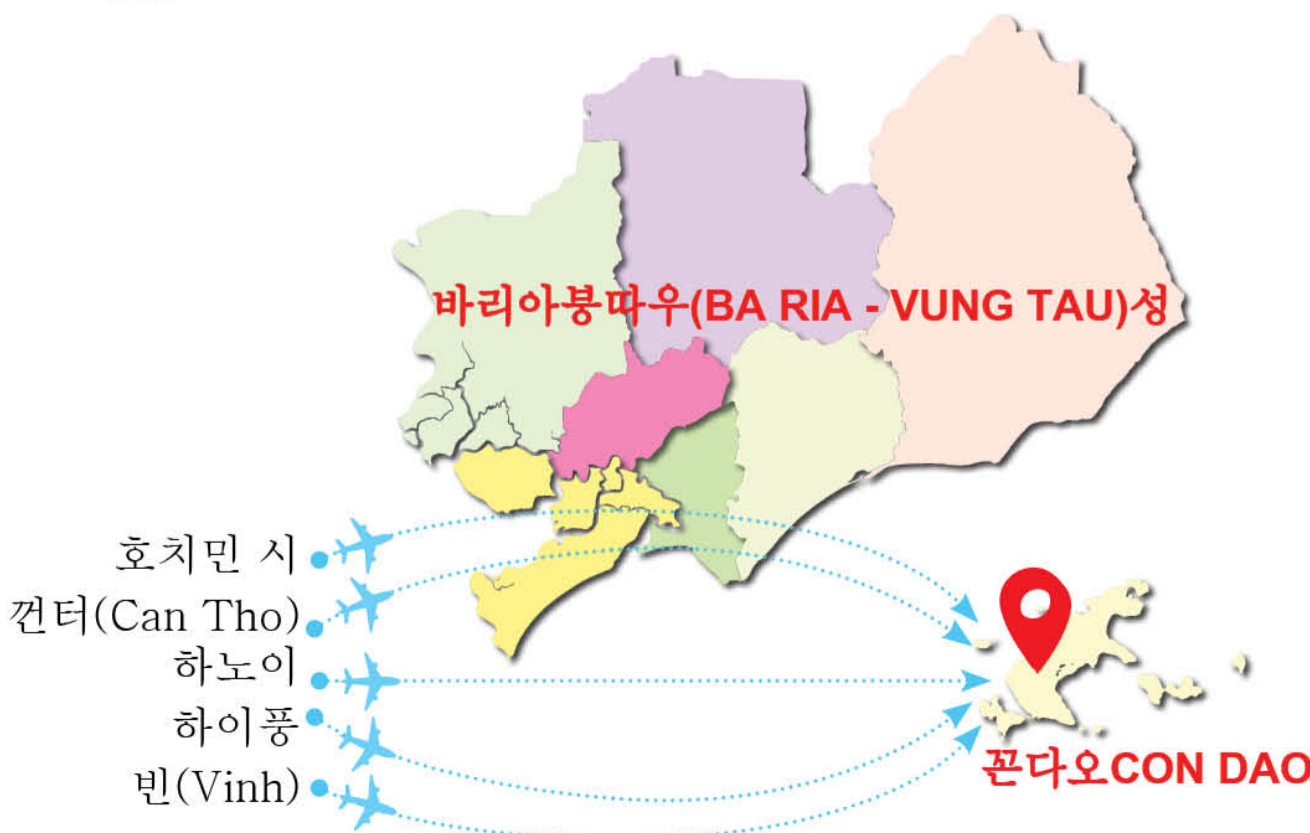 바리아붕따우(BA RIA - VUNG TAU)성
호치민 시
껀터(Can Tho)
하노이
하이풍
빈(Vinh)
꼰다오CON DAO